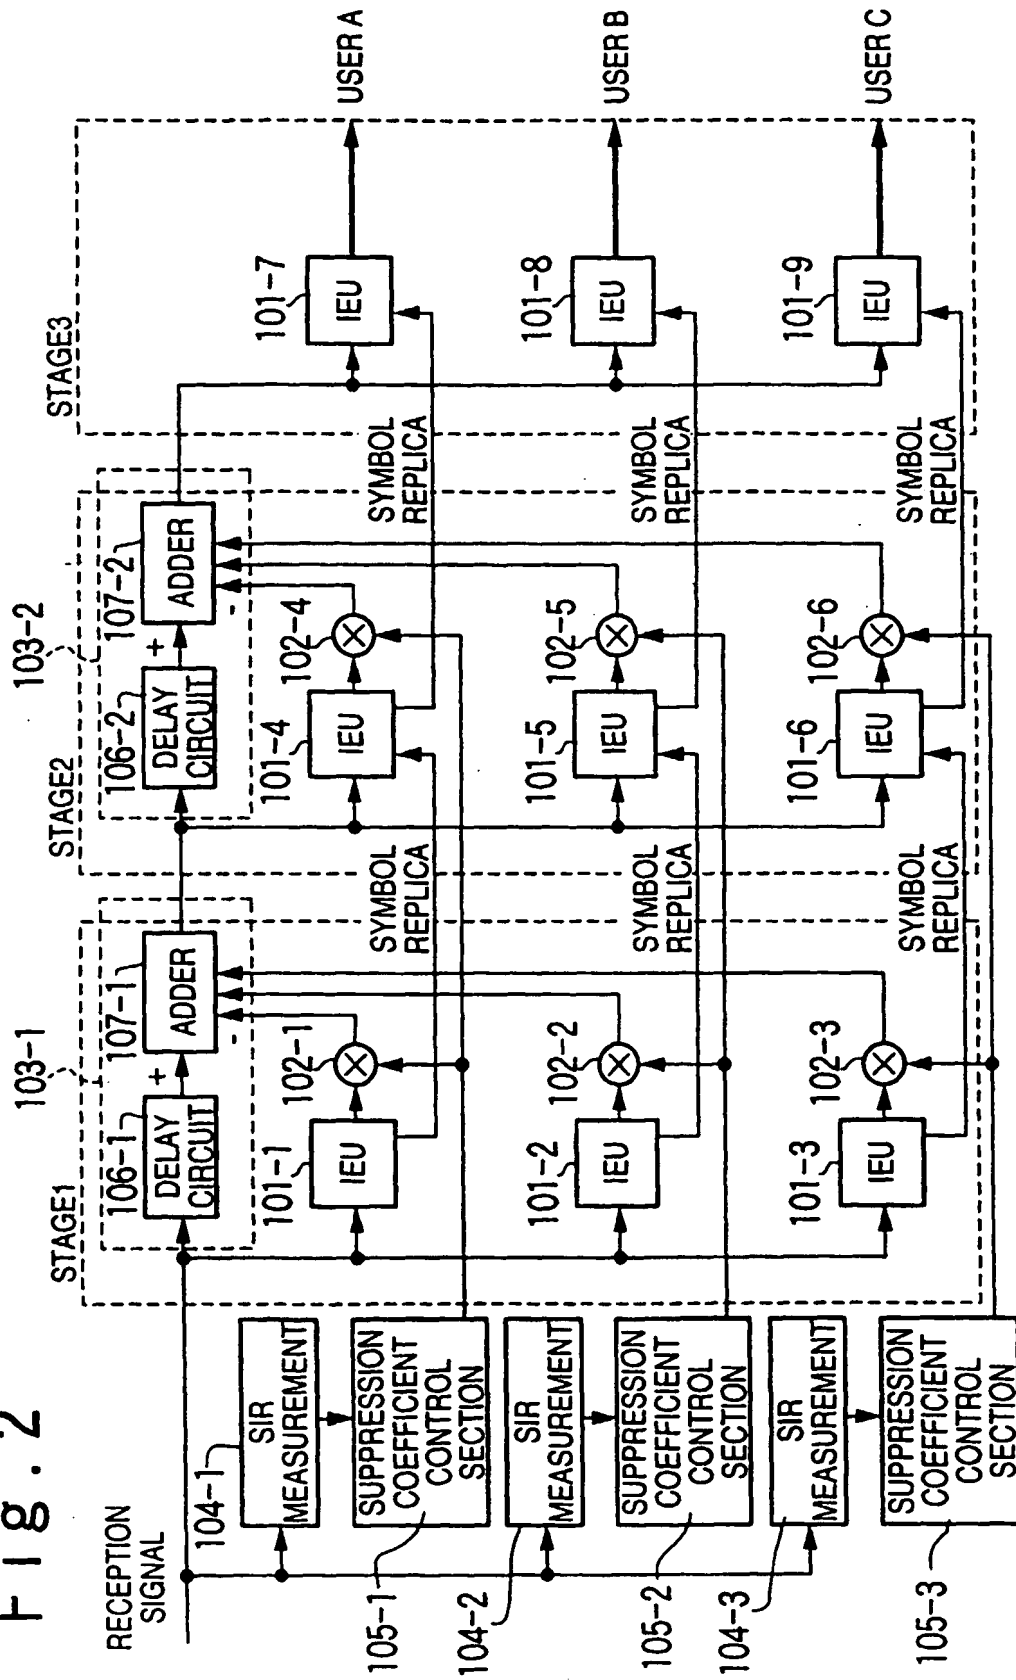 Fig. 2
RECEPTION
SIGNAL
104-1
SIR
MEASUREMENT
105-1
SUPPRESSION
COEFFICIENT
CONTROL
SECTION
104-2
SIR
MEASUREMENT
105-2
SUPPRESSION
COEFFICIENT
CONTROL
SECTION
104-3
SIR
MEASUREMENT
105-3
SUPPRESSION
COEFFICIENT
CONTROL
SECTION
STAGE1
103-1
106-1
DELAY
CIRCUIT
+
107-1
ADDER
-
101-1
IEU
102-1
×
SYMBOL
REPLICA
101-2
IEU
102-2
×
SYMBOL
REPLICA
101-3
IEU
102-3
×
SYMBOL
REPLICA
STAGE2
103-2
106-2
DELAY
CIRCUIT
+
107-2
ADDER
-
101-4
IEU
102-4
×
SYMBOL
REPLICA
101-5
IEU
102-5
×
SYMBOL
REPLICA
101-6
IEU
102-6
×
SYMBOL
REPLICA
STAGE3
101-7
IEU
USER A
101-8
IEU
USER B
101-9
IEU
USER C